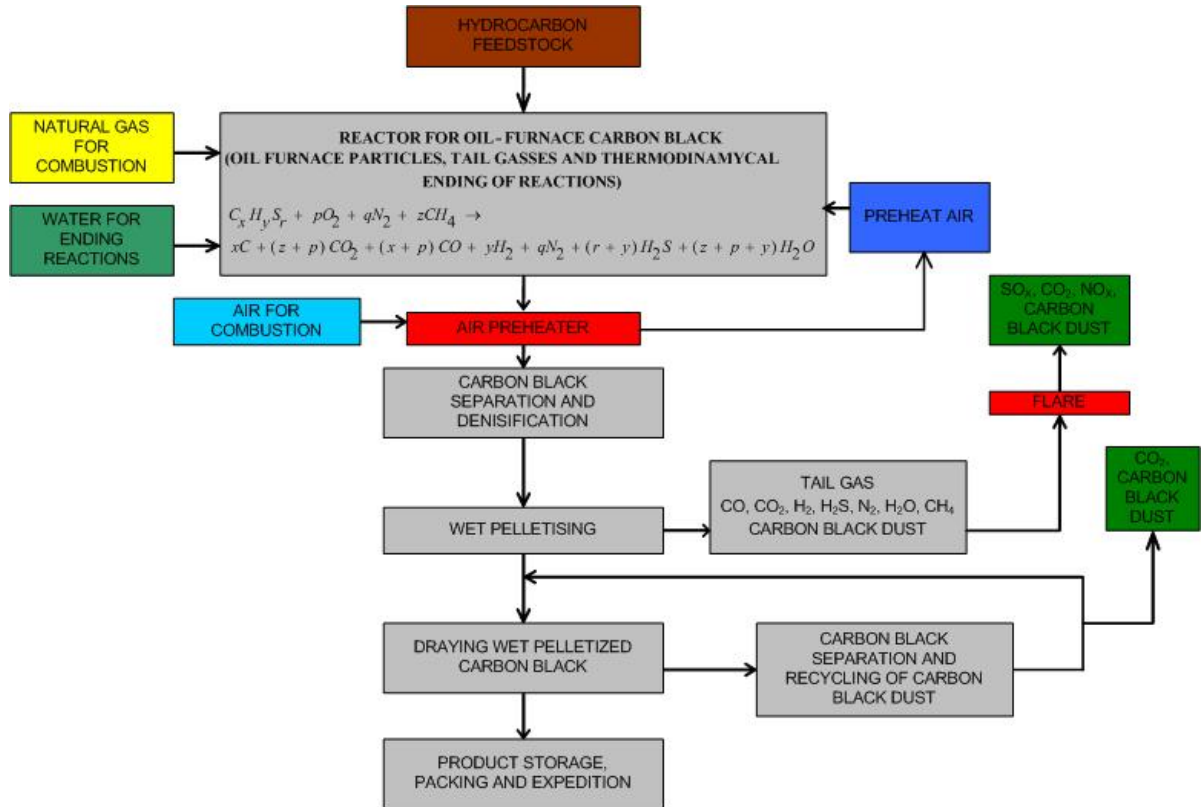 HYDROCARBON
FEEDSTOCK
NATURAL GAS
FOR
COMBUSTION
REACTOR FOR OIL - FURNACE CARBON BLACK
(OIL FURNACE PARTICLES, TAIL GASSES AND THERMODINAMYCAL
ENDING OF REACTIONS)
CₓHᵧSᵣ + pO₂ + qN₂ + zCH₄ →
xC + (z + p) CO₂ + (x + p) CO + yH₂ + qN₂ + (r + y) H₂S + (z + p + y) H₂O
WATER FOR
ENDING
REACTIONS
PREHEAT AIR
AIR FOR
COMBUSTION
AIR PREHEATER
SOₓ, CO₂, NOₓ,
CARBON
BLACK DUST
CARBON BLACK
SEPARATION AND
DENISIFICATION
FLARE
CO₂,
CARBON
BLACK
DUST
TAIL GAS
CO, CO₂, H₂, H₂S, N₂, H₂O, CH₄
CARBON BLACK DUST
WET PELLETISING
DRAYING WET PELLETIZED
CARBON BLACK
CARBON BLACK
SEPARATION AND
RECYCLING OF CARBON
BLACK DUST
PRODUCT STORAGE,
PACKING AND EXPEDITION